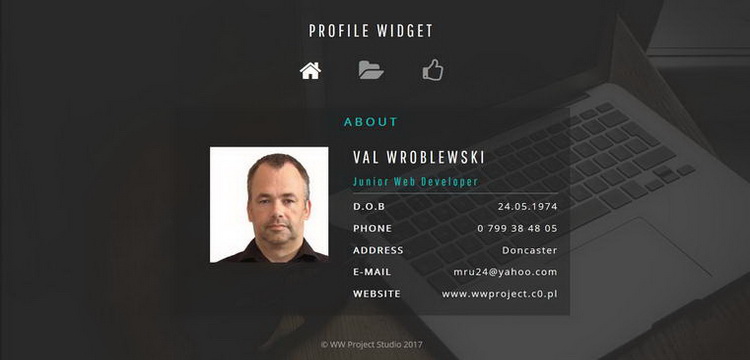 PROFILE WIDGET
ABOUT
VAL WROBLEWSKI
Junior Web Developer
D.O.B 24.05.1974
PHONE 0 799 38 48 05
ADDRESS Doncaster
E-MAIL mru24@yahoo.com
WEBSITE www.wwproject.c0.pl
© WW Project Studio 2017